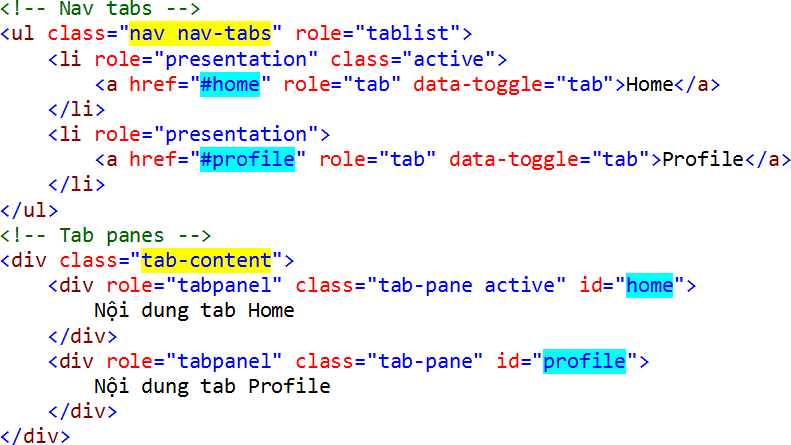 <!-- Nav tabs -->
<ul class="nav nav-tabs" role="tablist">
    <li role="presentation" class="active">
        <a href="#home" role="tab" data-toggle="tab">Home</a>
    </li>
    <li role="presentation">
        <a href="#profile" role="tab" data-toggle="tab">Profile</a>
    </li>
</ul>
<!-- Tab panes -->
<div class="tab-content">
    <div role="tabpanel" class="tab-pane active" id="home">
        Nội dung tab Home
    </div>
    <div role="tabpanel" class="tab-pane" id="profile">
        Nội dung tab Profile
    </div>
</div>